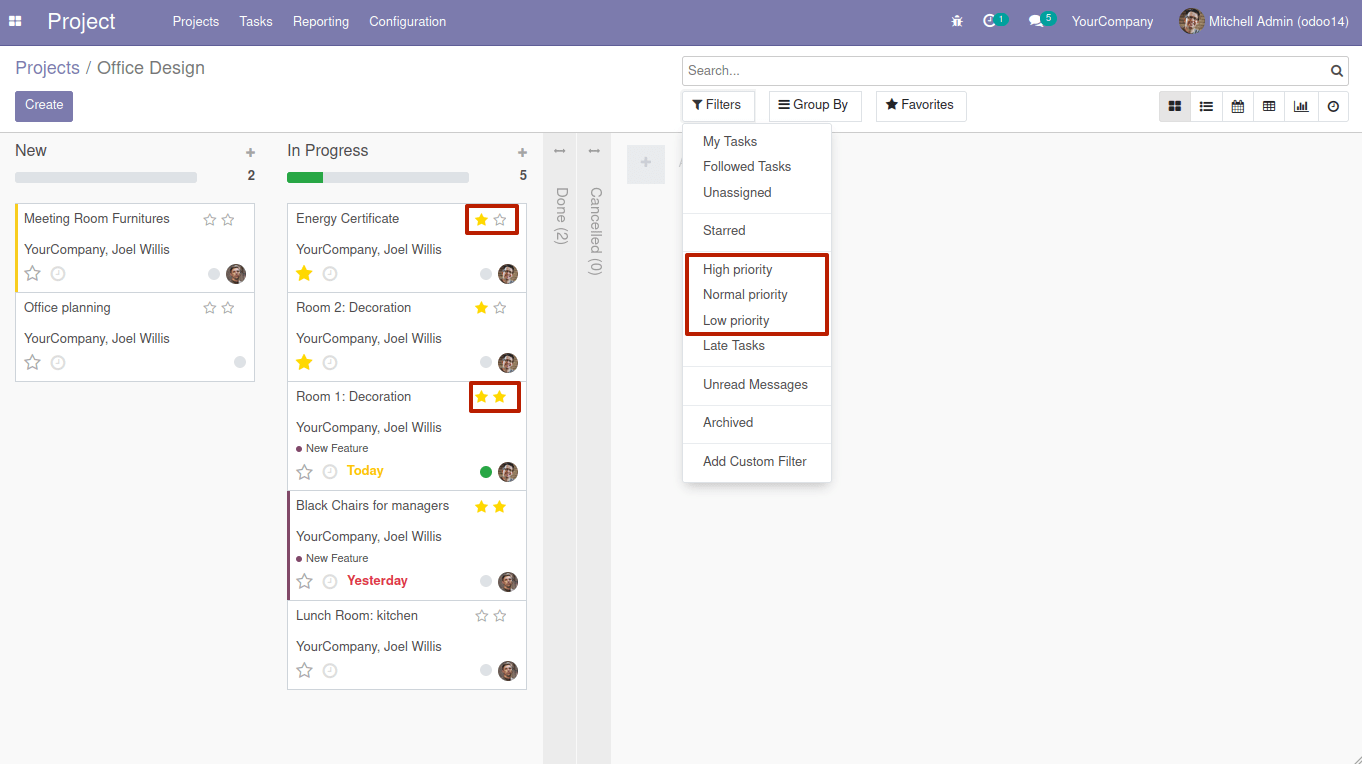 Project
Projects
Tasks
Reporting
Configuration
1
5
YourCompany
Mitchell Admin (odoo14)
Projects / Office Design
Search...
Create
Filters
Group By
Favorites
New
2
Meeting Room Furnitures
YourCompany, Joel Willis
Office planning
YourCompany, Joel Willis
In Progress
5
Energy Certificate
YourCompany, Joel Willis
Room 2: Decoration
YourCompany, Joel Willis
Room 1: Decoration
YourCompany, Joel Willis
New Feature
Today
Black Chairs for managers
YourCompany, Joel Willis
New Feature
Yesterday
Lunch Room: kitchen
YourCompany, Joel Willis
Done (2)
Cancelled (0)
My Tasks
Followed Tasks
Unassigned
Starred
High priority
Normal priority
Low priority
Late Tasks
Unread Messages
Archived
Add Custom Filter